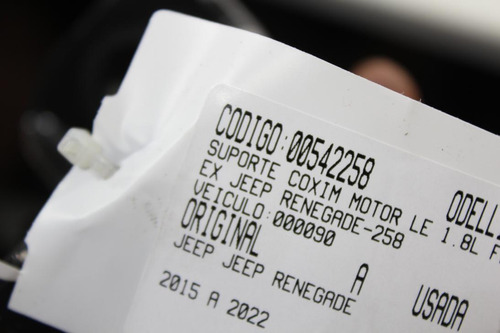 CODIGO:00542258 ODELL
SUPORTE COXIM MOTOR LE 1.8L F
EX JEEP RENEGADE-258
VEICULO:000090
ORIGINAL A USADA
JEEP JEEP RENEGADE
2015 A 2022